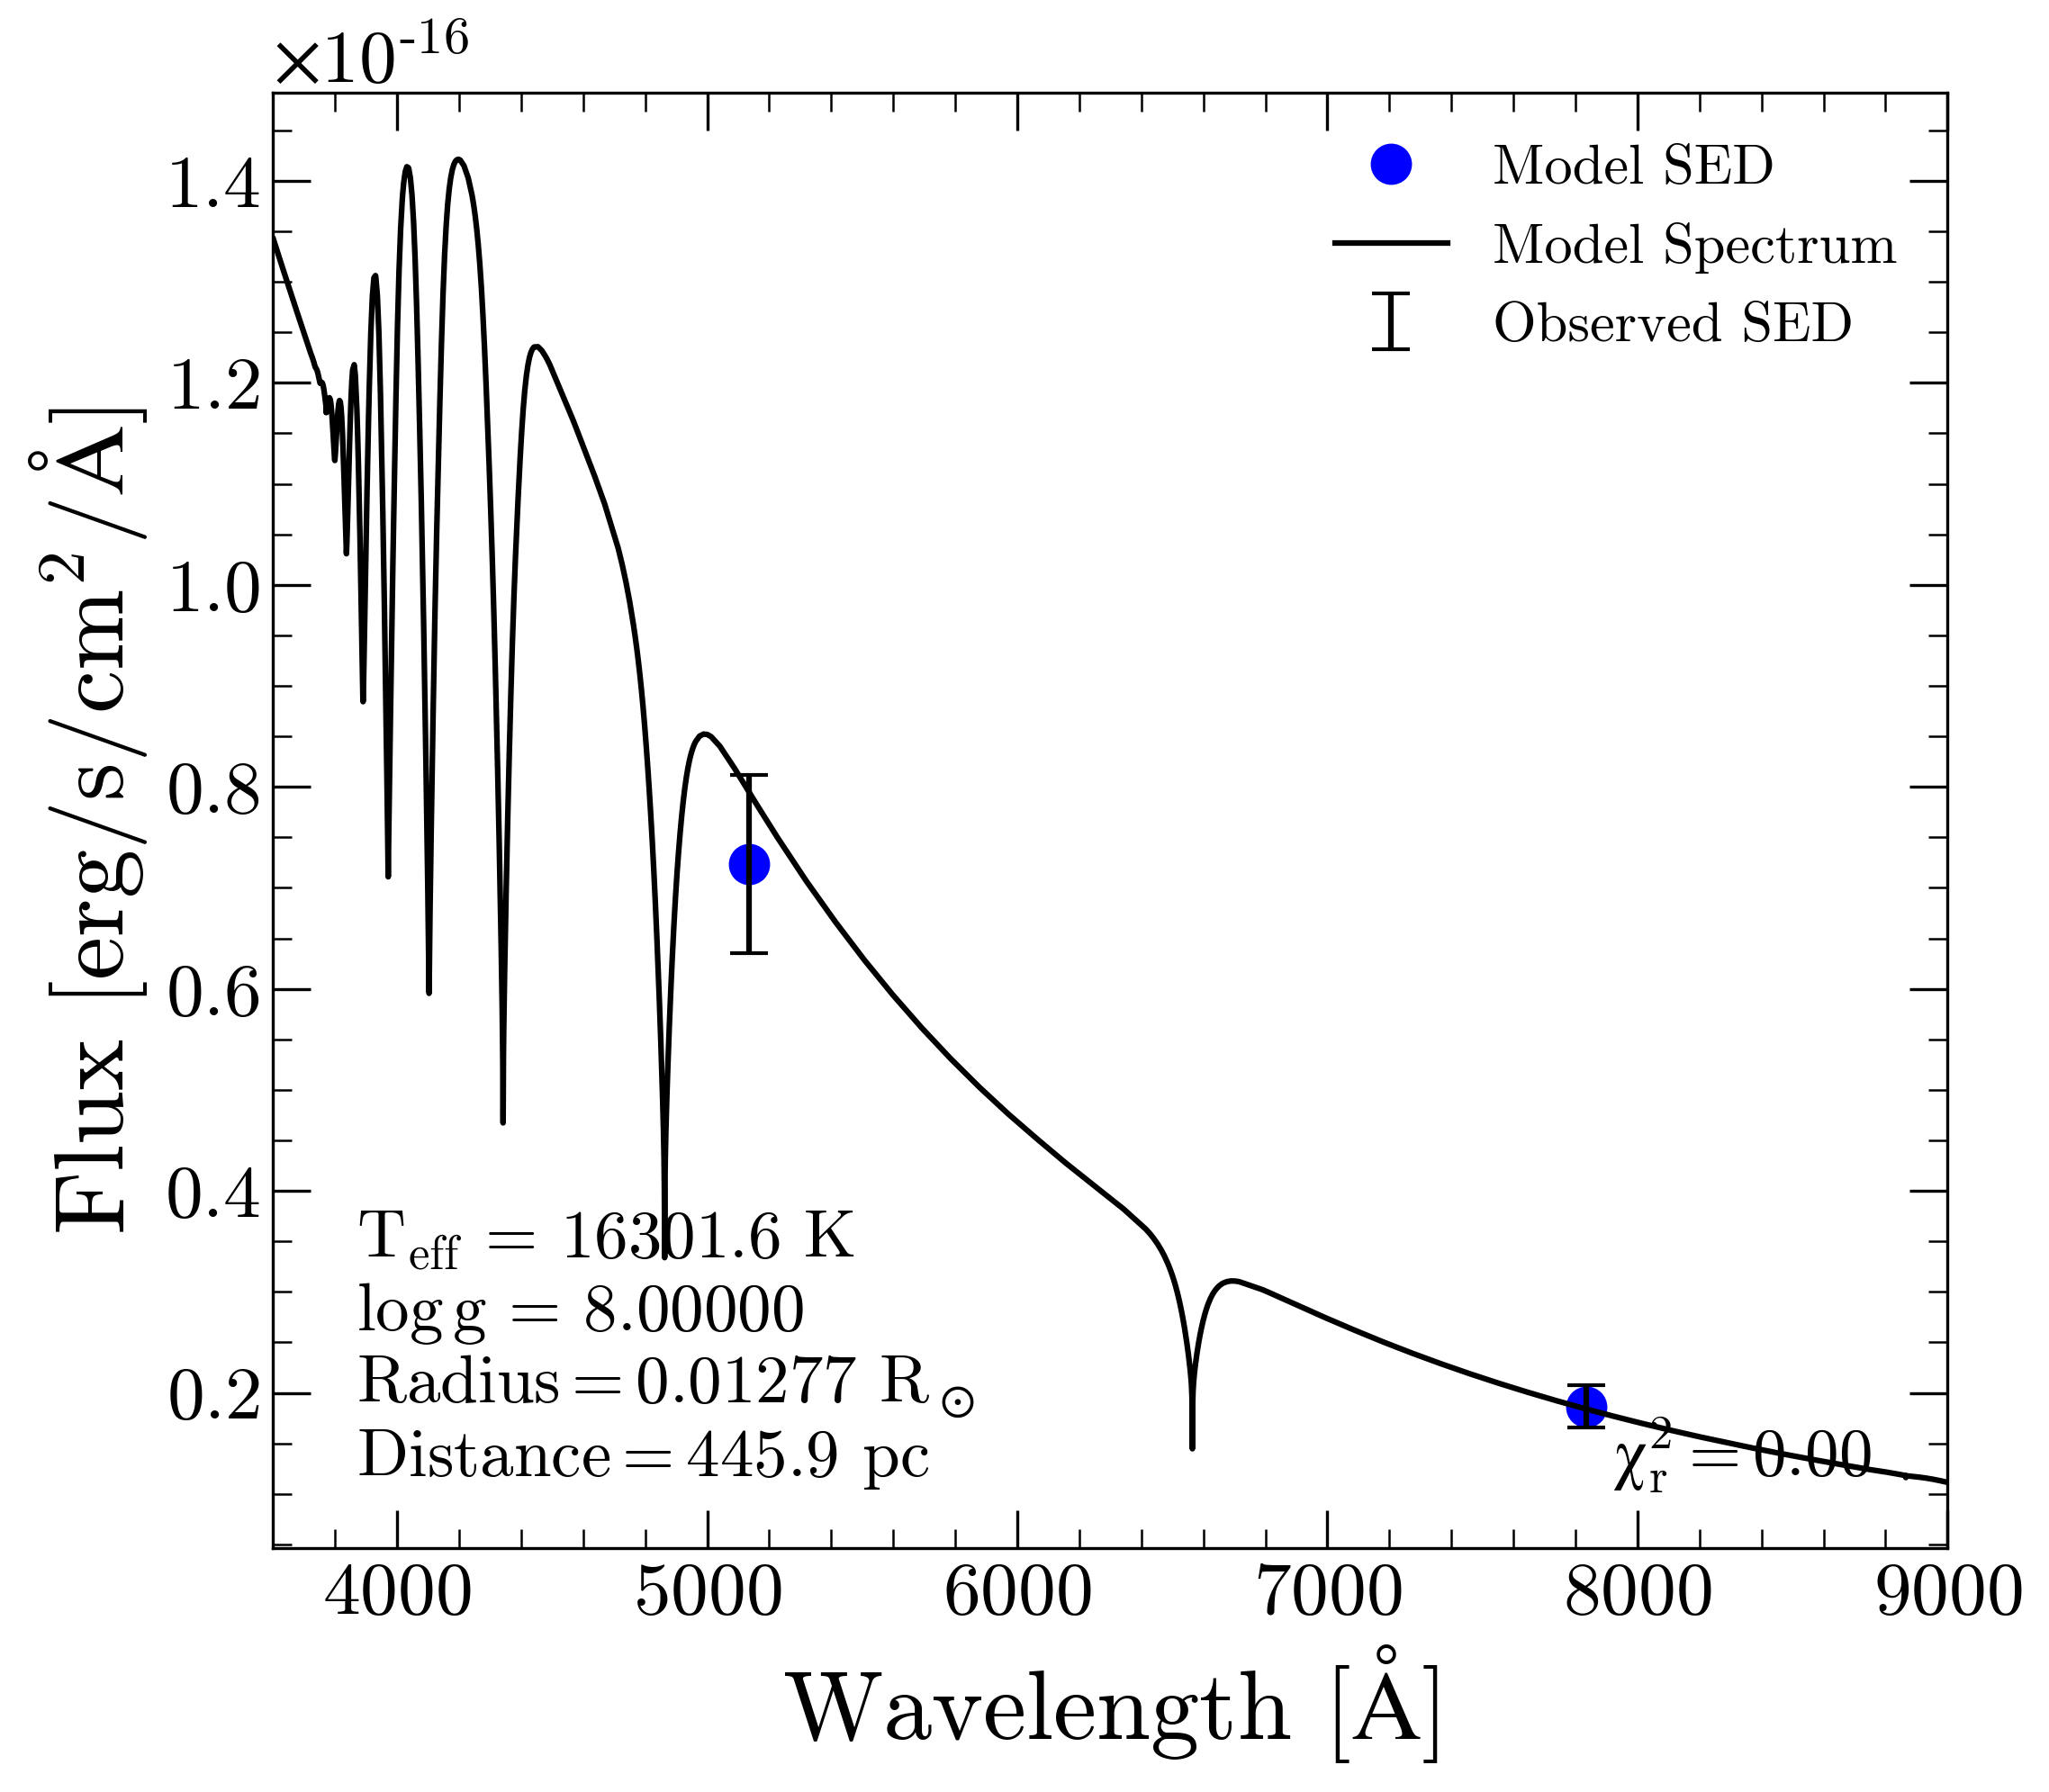 ×10⁻¹⁶
Model SED
Model Spectrum
Observed SED
1.4
1.2
1.0
0.8
0.6
0.4
0.2
Flux [erg/s/cm²/Å]
T_eff = 16301.6 K
log g = 8.00000
Radius = 0.01277 R_⊙
Distance = 445.9 pc
χ²_r = 0.00
4000 5000 6000 7000 8000 9000
Wavelength [Å]